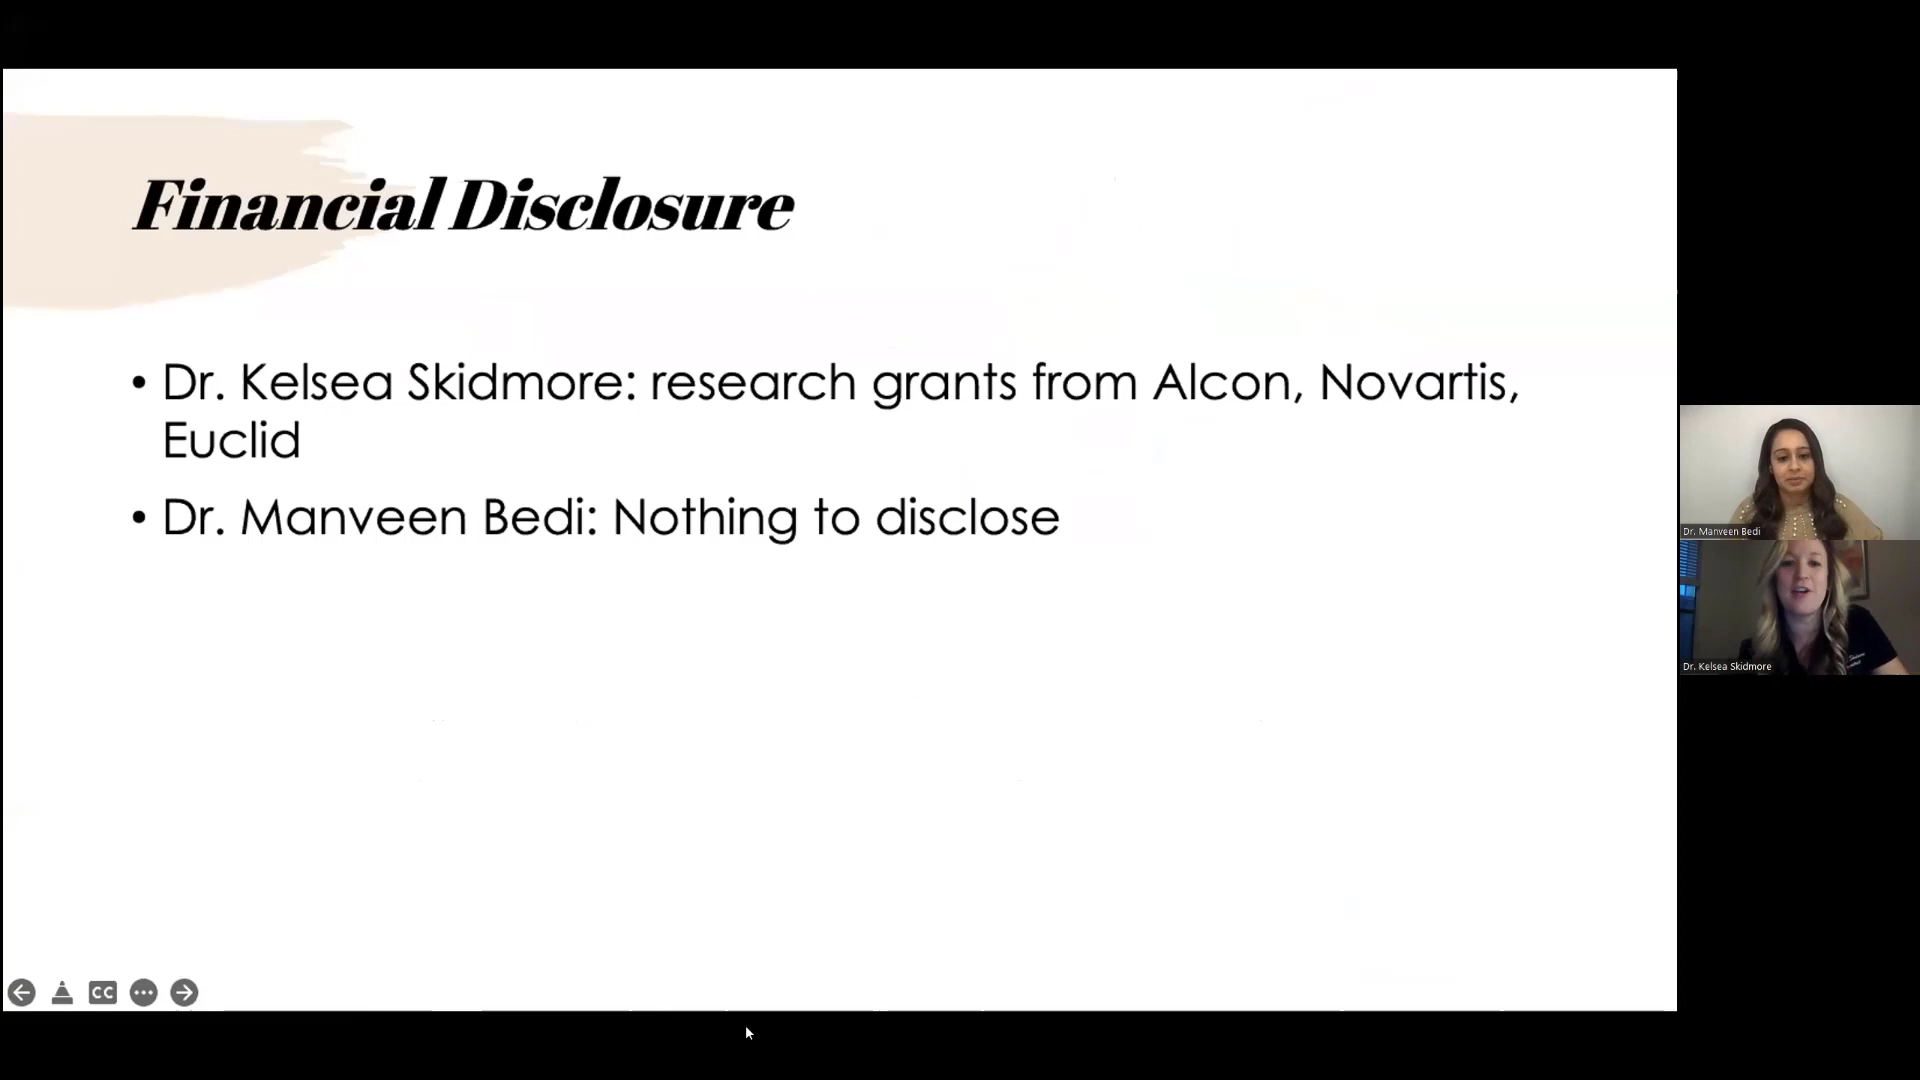 Financial Disclosure
• Dr. Kelsea Skidmore: research grants from Alcon, Novartis,
Euclid
• Dr. Manveen Bedi: Nothing to disclose
Dr. Manveen Bedi
Dr. Kelsea Skidmore
CC